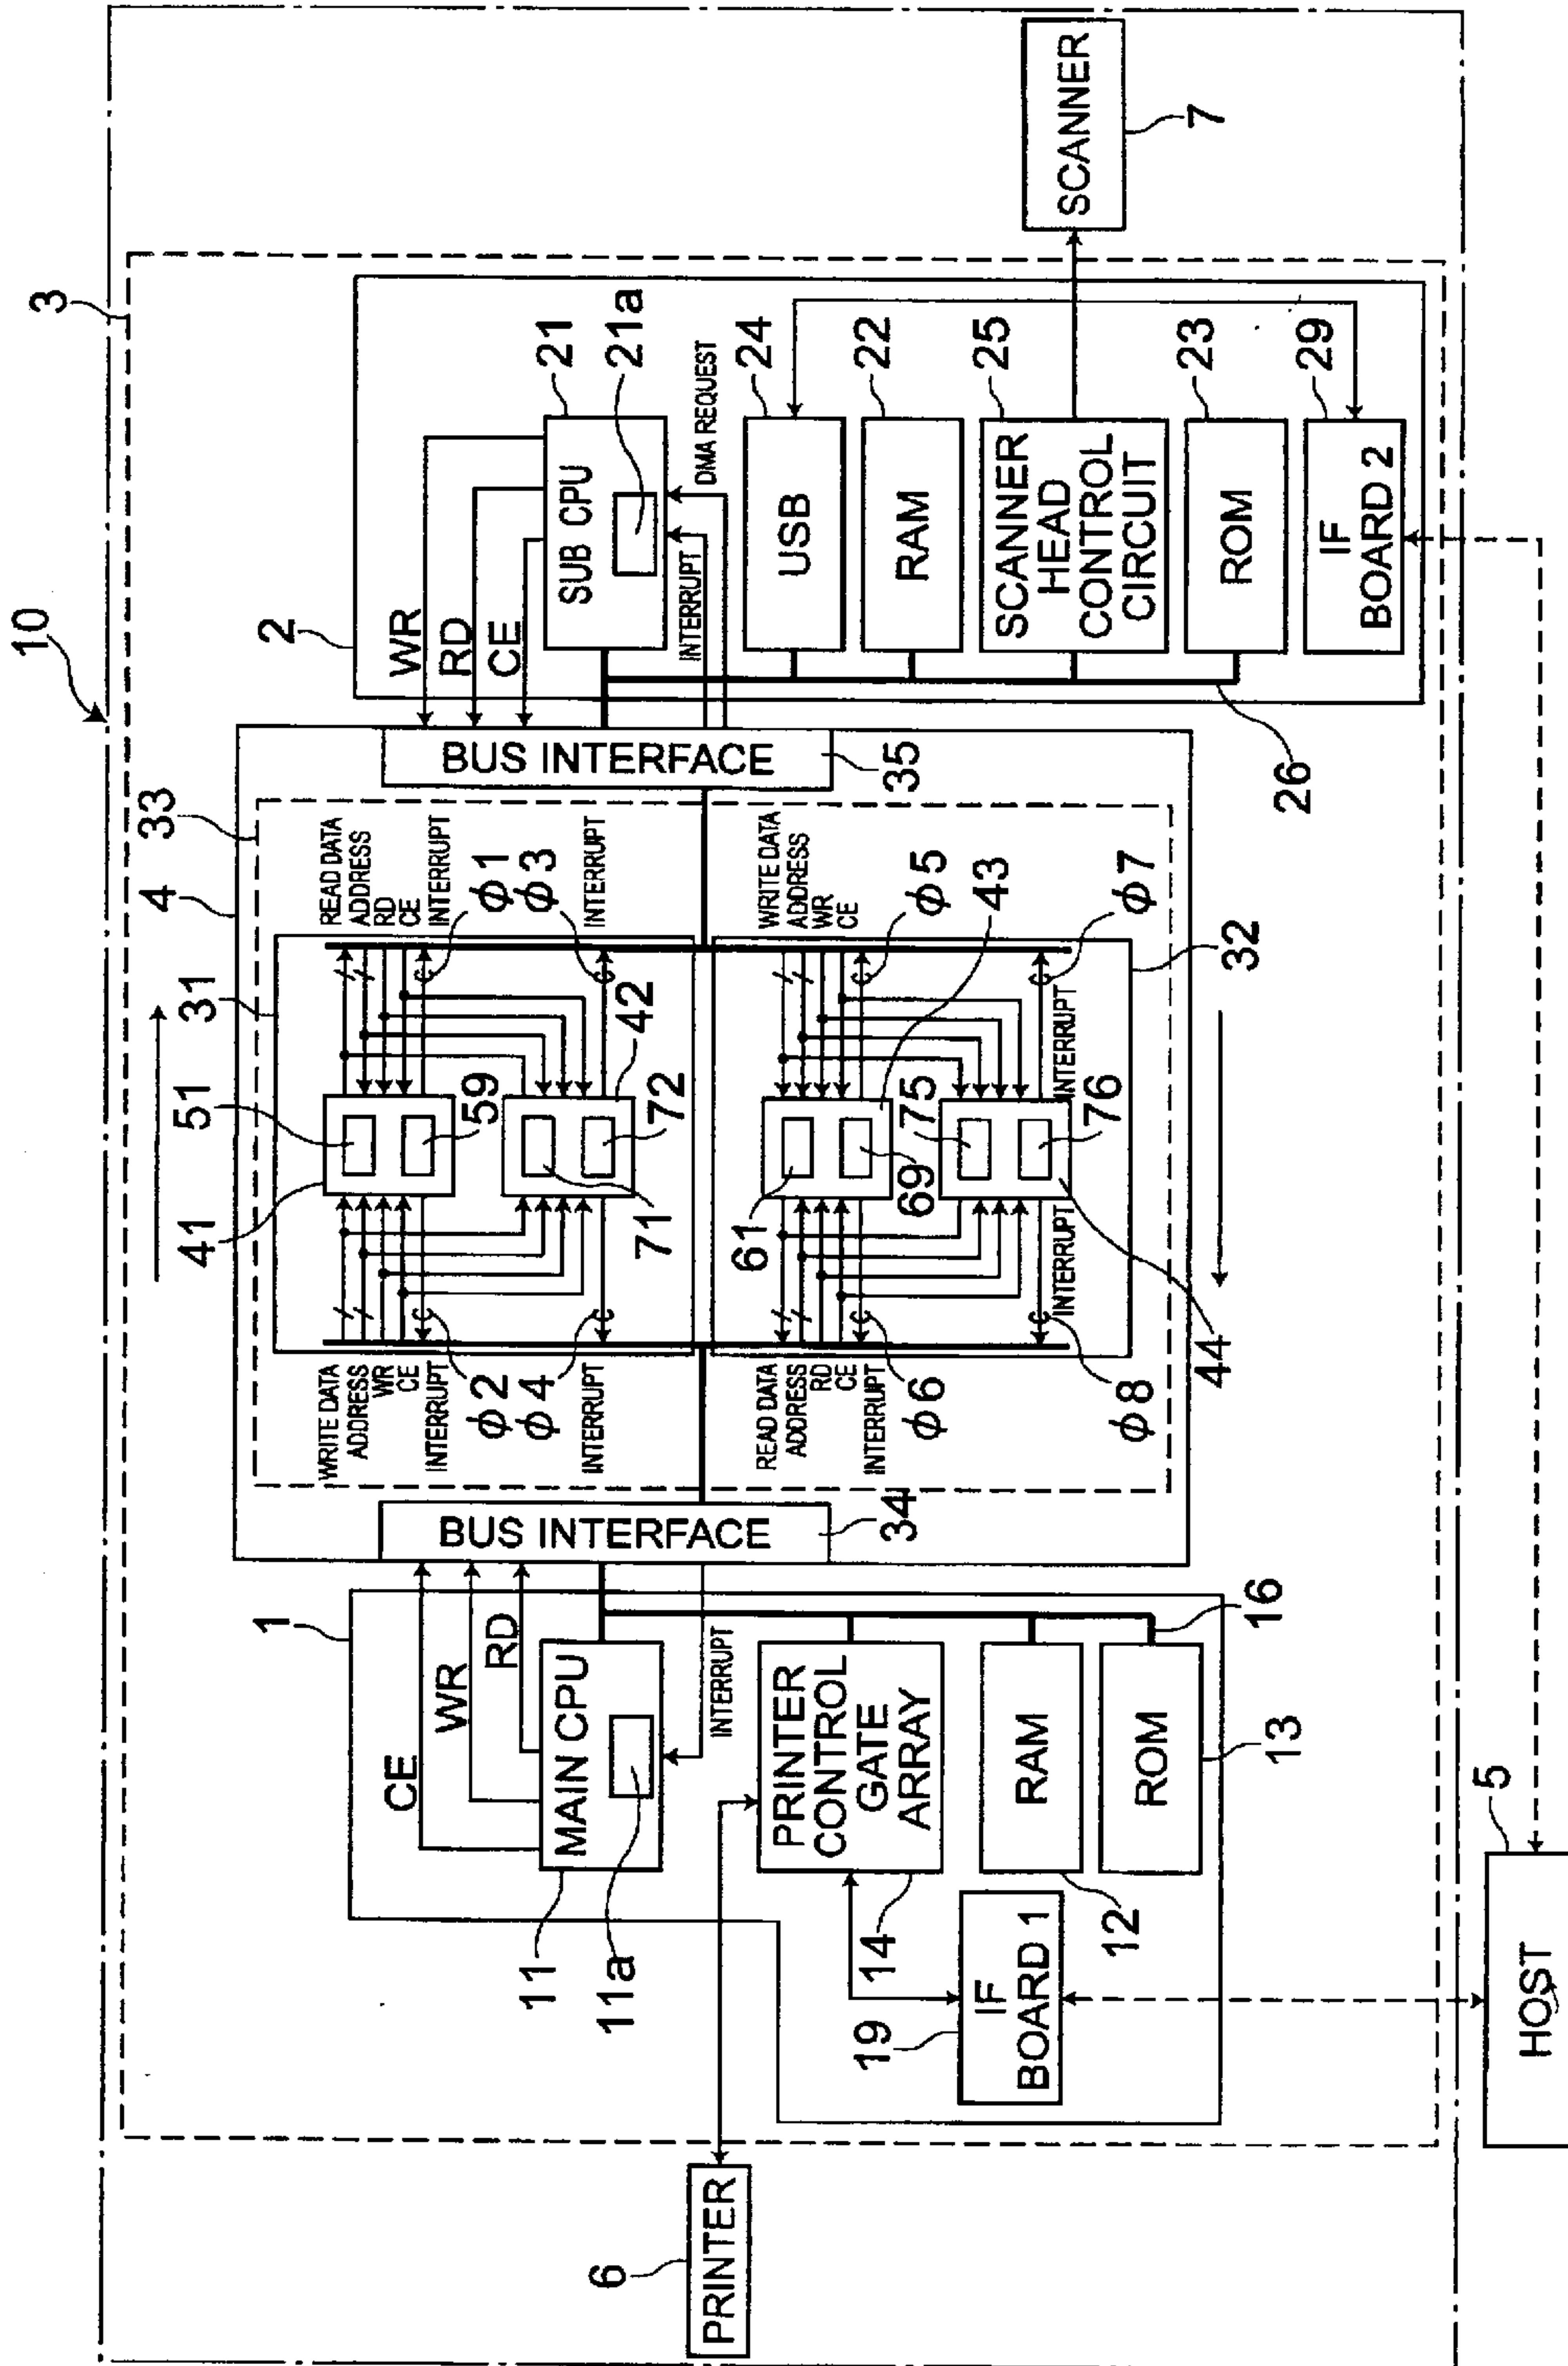 10
3
4
33
2
1
31
51
41
59
42
71
72
32
43
61
69
75
76
44
BUS INTERFACE
34
BUS INTERFACE
35
WRITE DATA
ADDRESS
WR
CE
INTERRUPT
φ2
φ4
INTERRUPT
READ DATA
ADDRESS
RD
CE
INTERRUPT
φ1
φ3
INTERRUPT
READ DATA
ADDRESS
RD
CE
INTERRUPT
φ6
φ8
INTERRUPT
WRITE DATA
ADDRESS
WR
CE
φ5
φ7
INTERRUPT
CE
WR
RD
MAIN CPU
11
11a
INTERRUPT
PRINTER
CONTROL
GATE
ARRAY
14
IF
BOARD 1
19
RAM
12
ROM
13
16
PRINTER
6
WR
RD
CE
SUB CPU
21
21a
INTERRUPT
DMA REQUEST
USB
24
RAM
22
SCANNER
HEAD
CONTROL
CIRCUIT
25
ROM
23
IF
BOARD 2
29
26
SCANNER
7
HOST
5